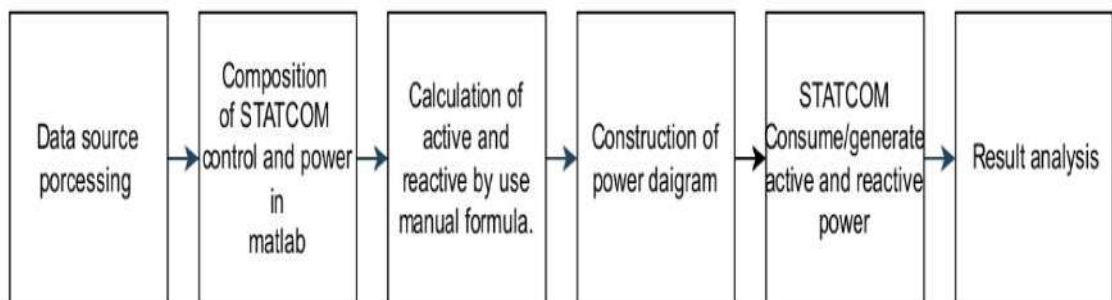 Data source
porcessing
Composition
of STATCOM
control and power
in
matlab
Calculation of
active and
reactive by use
manual formula.
Construction of
power daigram
STATCOM
Consume/generate
active and reactive
power
Result analysis